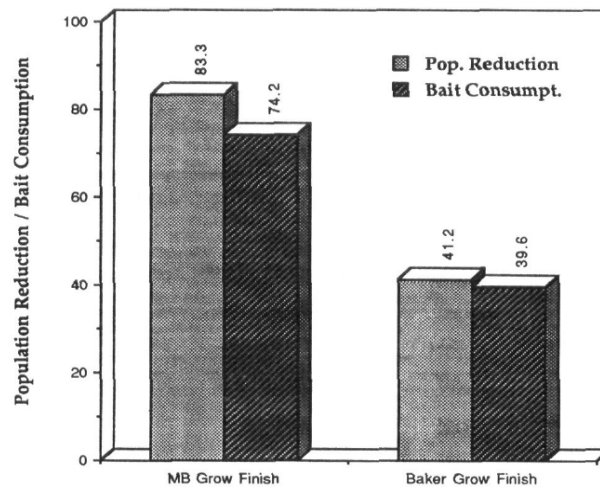 Population Reduction / Bait Consumption
100
80
60
40
20
0
83.3
74.2
41.2
39.6
Pop. Reduction
Bait Consumpt.
MB Grow Finish
Baker Grow Finish